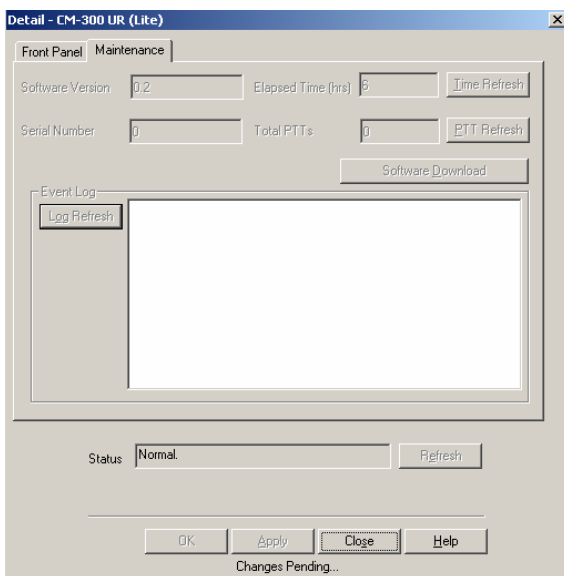 Detail - CM-300 UR (Lite)
Front Panel Maintenance
Software Version 0.2 Elapsed Time (hrs) 6 Time Refresh
Serial Number 0 Total PTTs 0 PTT Refresh
Software Download
Event Log
Log Refresh
Status Normal. Refresh
OK Apply Close Help
Changes Pending...